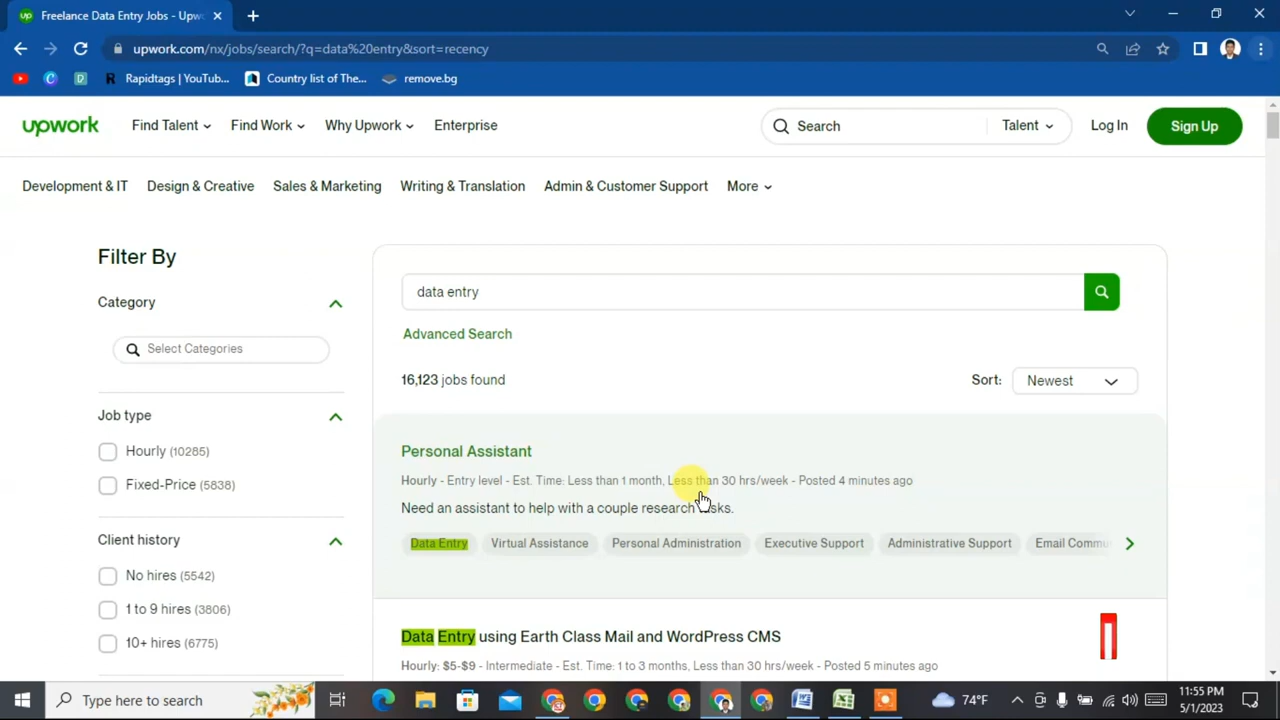 Freelance Data Entry Jobs - Upw
upwork.com/nx/jobs/search/?q=data%20entry&sort=recency
Rapidtags | YouTub...
Country list of The...
remove.bg
upwork
Find Talent
Find Work
Why Upwork
Enterprise
Search
Talent
Log In
Sign Up
Development & IT
Design & Creative
Sales & Marketing
Writing & Translation
Admin & Customer Support
More
Filter By
Category
Select Categories
Job type
Hourly (10285)
Fixed-Price (5838)
Client history
No hires (5542)
1 to 9 hires (3806)
10+ hires (6775)
data entry
Advanced Search
16,123 jobs found
Sort:
Newest
Personal Assistant
Hourly - Entry level - Est. Time: Less than 1 month, Less than 30 hrs/week - Posted 4 minutes ago
Need an assistant to help with a couple research tasks.
Data Entry
Virtual Assistance
Personal Administration
Executive Support
Administrative Support
Email Commu
Data Entry using Earth Class Mail and WordPress CMS
Hourly: $5-$9 - Intermediate - Est. Time: 1 to 3 months, Less than 30 hrs/week - Posted 5 minutes ago
Type here to search
74°F
11:55 PM
5/1/2023